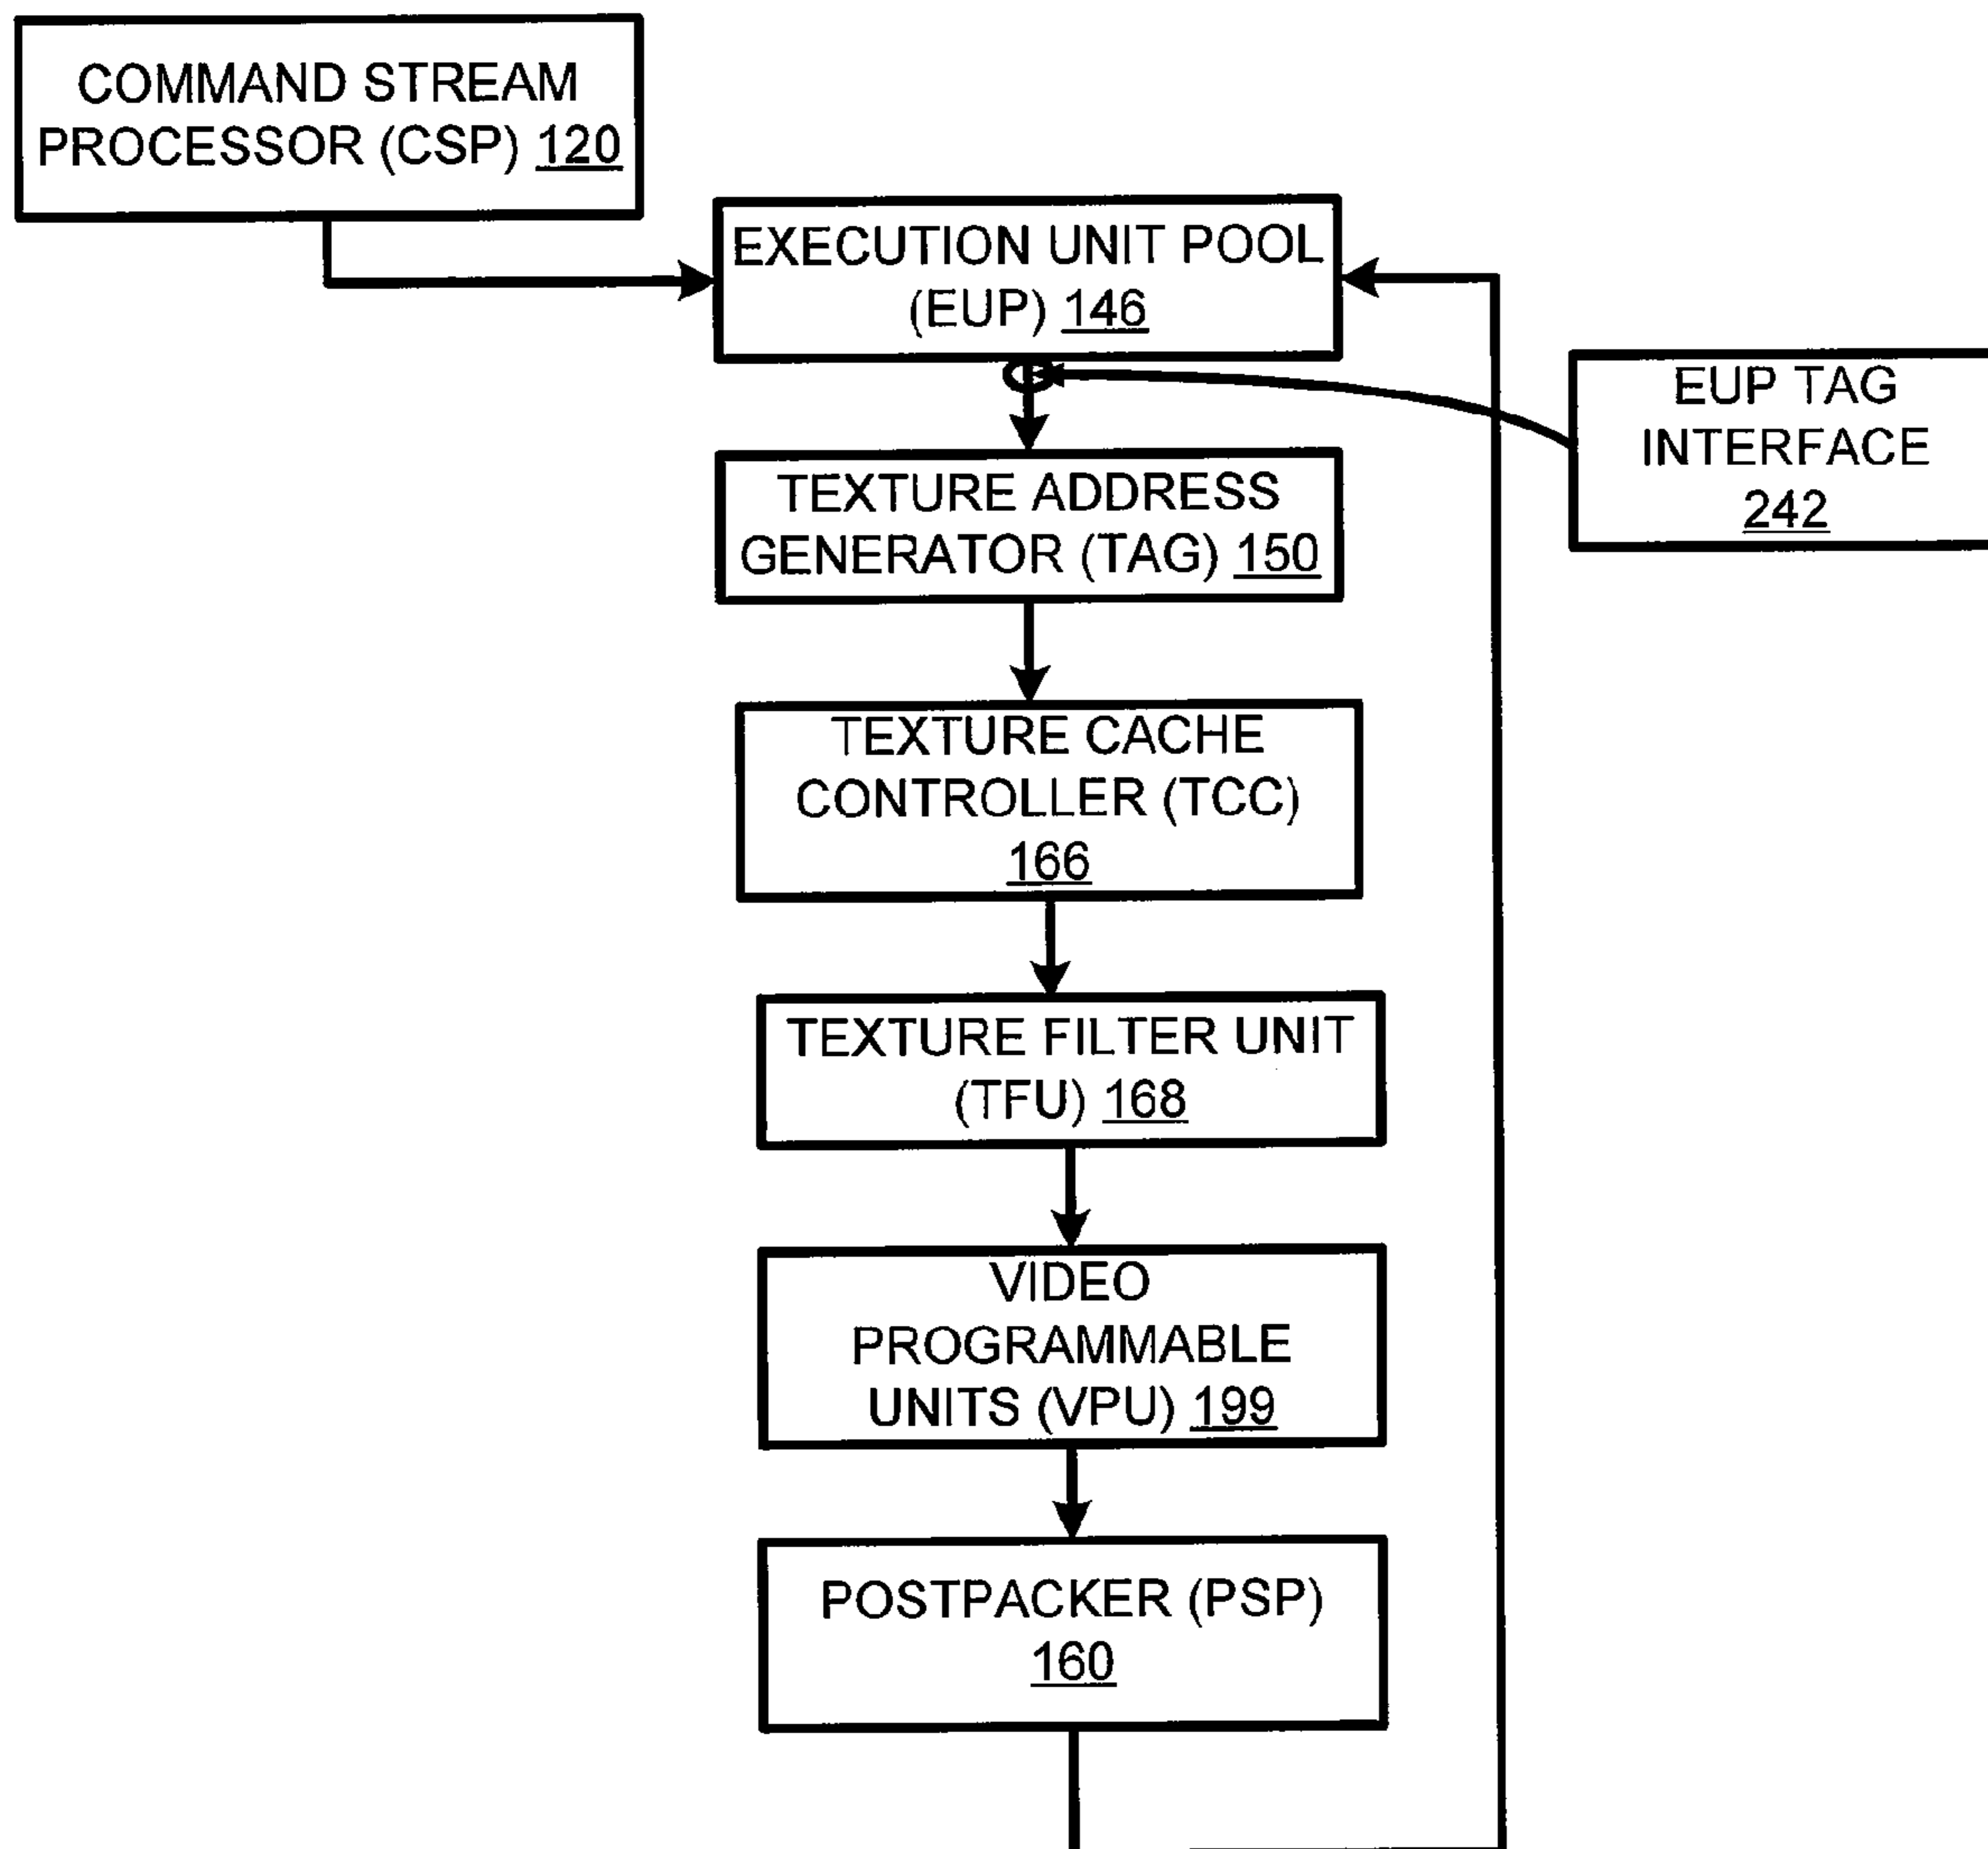 COMMAND STREAM
PROCESSOR (CSP) 120
EXECUTION UNIT POOL
(EUP) 146
EUP TAG
INTERFACE
242
TEXTURE ADDRESS
GENERATOR (TAG) 150
TEXTURE CACHE
CONTROLLER (TCC)
166
TEXTURE FILTER UNIT
(TFU) 168
VIDEO
PROGRAMMABLE
UNITS (VPU) 199
POSTPACKER (PSP)
160